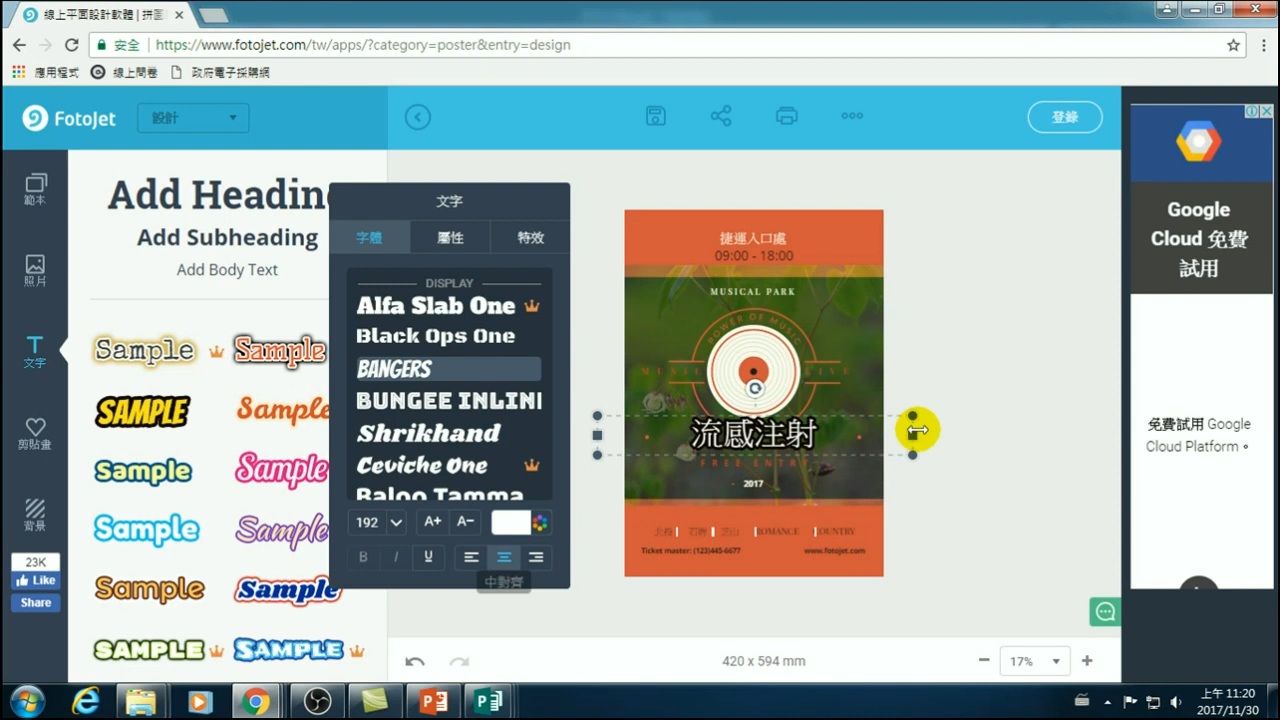 線上平面設計軟體 | 拼圖
安全
https://www.fotojet.com/tw/apps/?category=poster&entry=design
應用程式
線上問卷
政府電子採購網
FotoJet
設計
登錄
範本
照片
文字
剪貼畫
背景
23K
Like
Share
Add Heading
Add Subheading
Add Body Text
Sample
Sample
SAMPLE
Sample
Sample
Sample
Sample
Sample
Sample
Sample
SAMPLE
SAMPLE
文字
字體
屬性
特效
DISPLAY
Alfa Slab One
Black Ops One
BANGERS
BUNGEE INLINE
Shrikhand
Ceviche One
Baloo Tamma
192
A+
A-
B
I
U
中對齊
捷運入口處
09:00 - 18:00
MUSICAL PARK
POWER OF MUSIC
流感注射
FREE ENTRY
2017
ROMANCE
COUNTRY
Ticket master: (123)445-6677
www.fotojet.com
420 x 594 mm
17%
Google
Cloud 免費
試用
免費試用 Google
Cloud Platform。
上午 11:20
2017/11/30